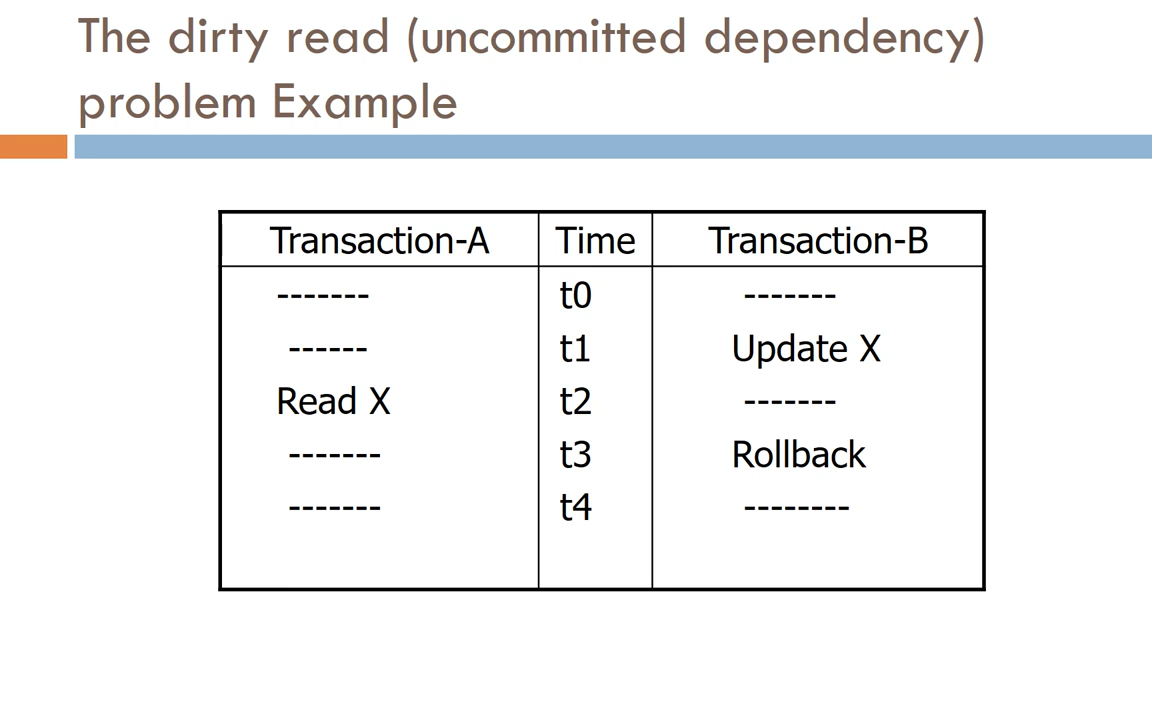 The dirty read (uncommitted dependency)
problem Example
Transaction-A Time Transaction-B
------- t0 -------
------ t1 Update X
Read X t2 -------
------- t3 Rollback
------- t4 --------